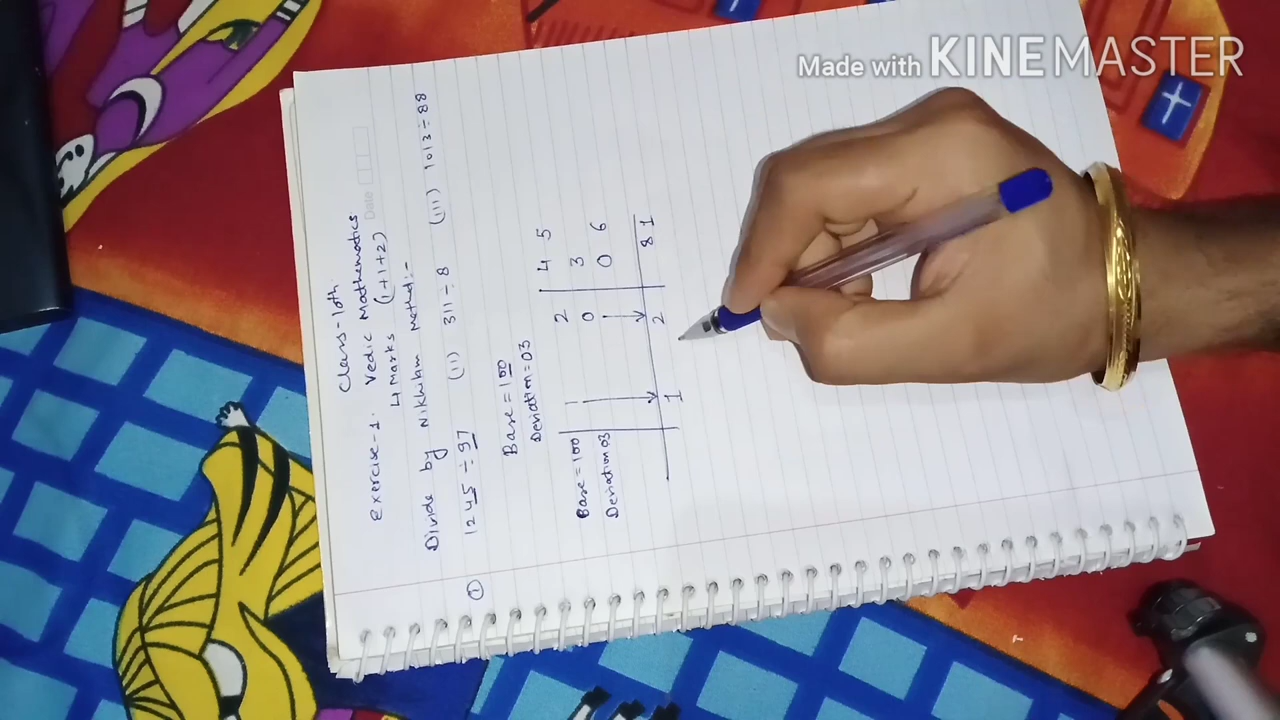 Made with KINEMASTER
Date
Class-10th
exercise-1. Vedic Mathematics
4 Marks (1+1+2)
Divide by Nikhilam Method:-
① 1245÷97 (ii) 311÷8 (iii) 1013÷88
Base=100
Deviation=03
Base=100 1 2 4 5
Deviation 03 0 3
0 6
1 2 8 1